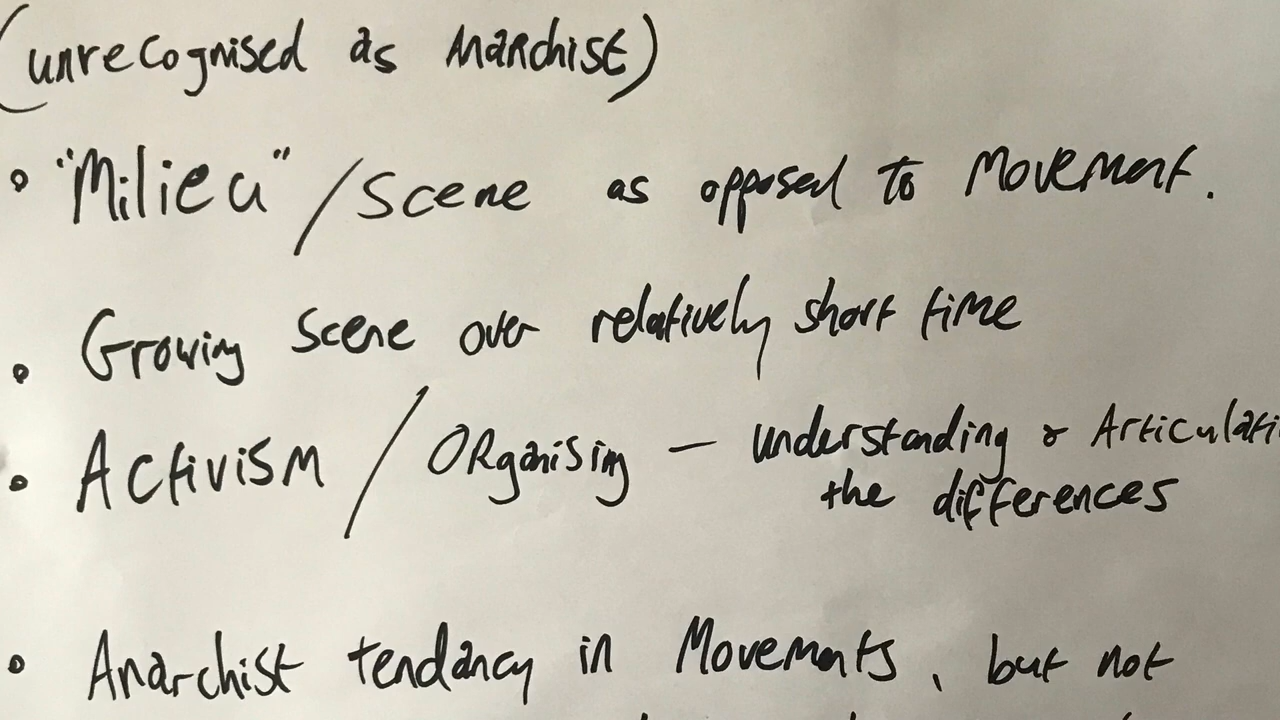 (unrecognised as Anarchist)
• "Milieu" / Scene as opposed to Movement.
• Growing Scene over relatively short time
• Activism / Organising — understanding & Articulati
the differences
• Anarchist tendancy in Movements, but not